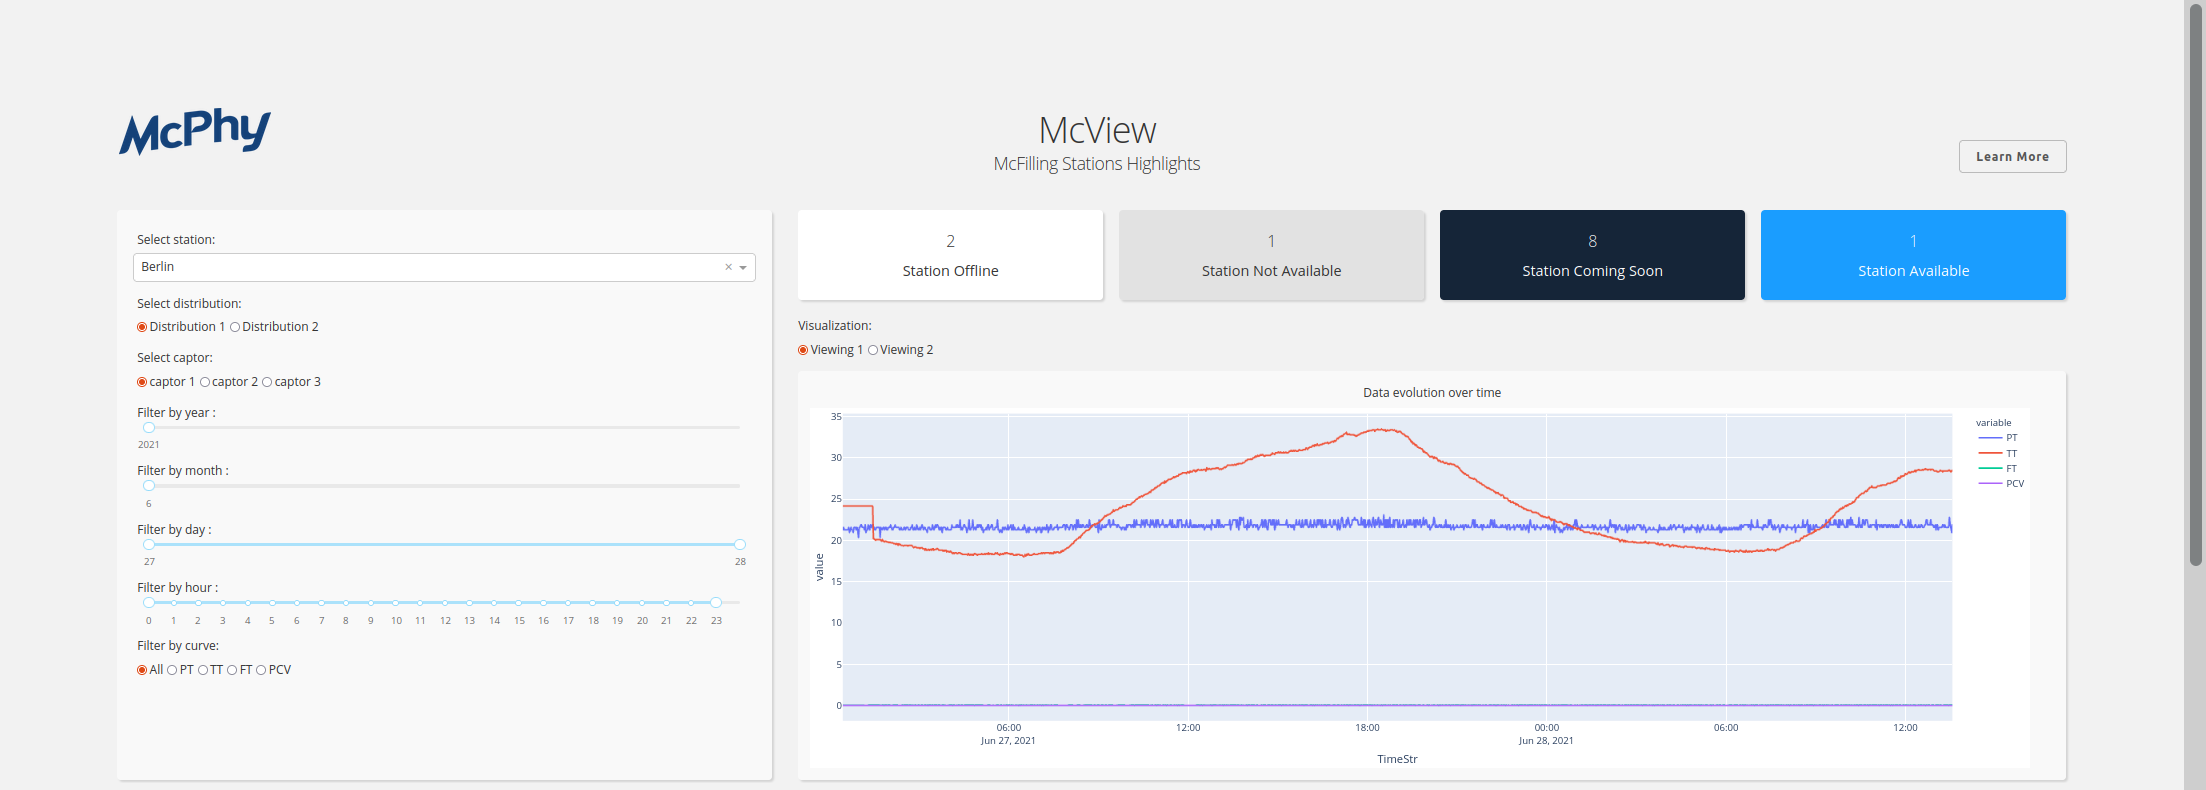 McPhy
McView
McFilling Stations Highlights
Learn More
Select station:
Berlin
Select distribution:
Distribution 1 Distribution 2
Select captor:
captor 1 captor 2 captor 3
Filter by year :
2021
Filter by month :
6
Filter by day :
27 28
Filter by hour :
0 1 2 3 4 5 6 7 8 9 10 11 12 13 14 15 16 17 18 19 20 21 22 23
Filter by curve:
All PT TT FT PCV
2
Station Offline
1
Station Not Available
8
Station Coming Soon
1
Station Available
Visualization:
Viewing 1 Viewing 2
Data evolution over time
35
30
25
20
15
10
5
0
value
06:00 12:00 18:00 00:00 06:00 12:00
Jun 27, 2021 Jun 28, 2021
TimeStr
variable
PT
TT
FT
PCV